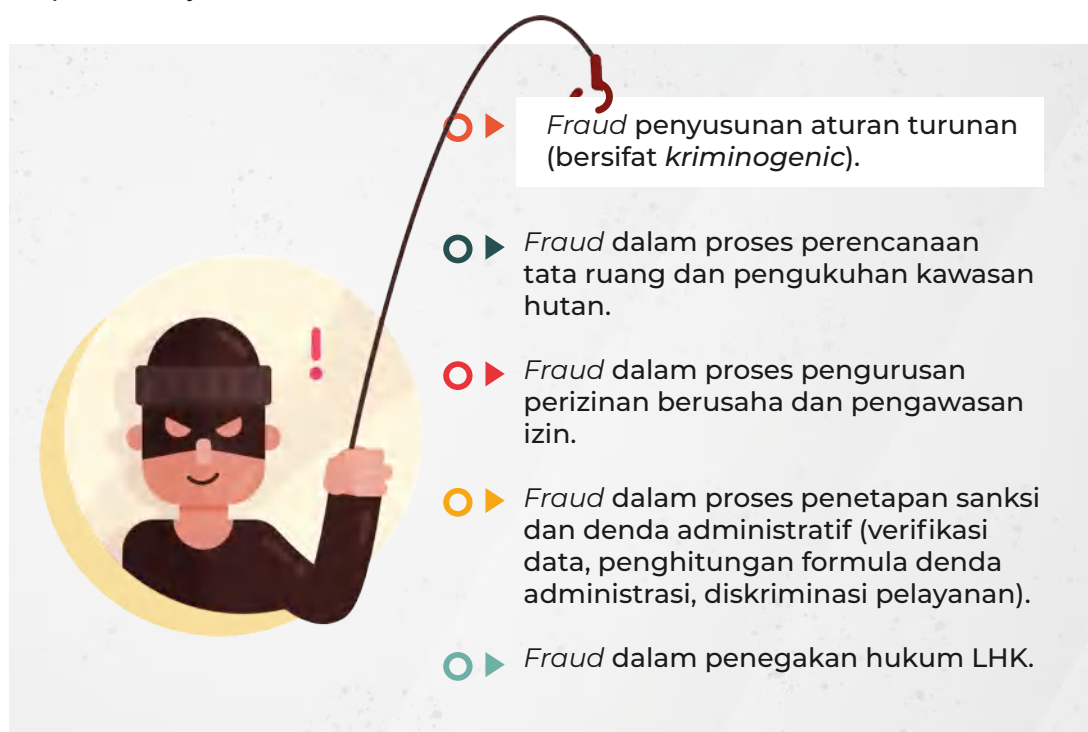 Fraud penyusunan aturan turunan
(bersifat kriminogenic).
Fraud dalam proses perencanaan
tata ruang dan pengukuhan kawasan
hutan.
Fraud dalam proses pengurusan
perizinan berusaha dan pengawasan
izin.
Fraud dalam proses penetapan sanksi
dan denda administratif (verifikasi
data, penghitungan formula denda
administrasi, diskriminasi pelayanan).
Fraud dalam penegakan hukum LHK.